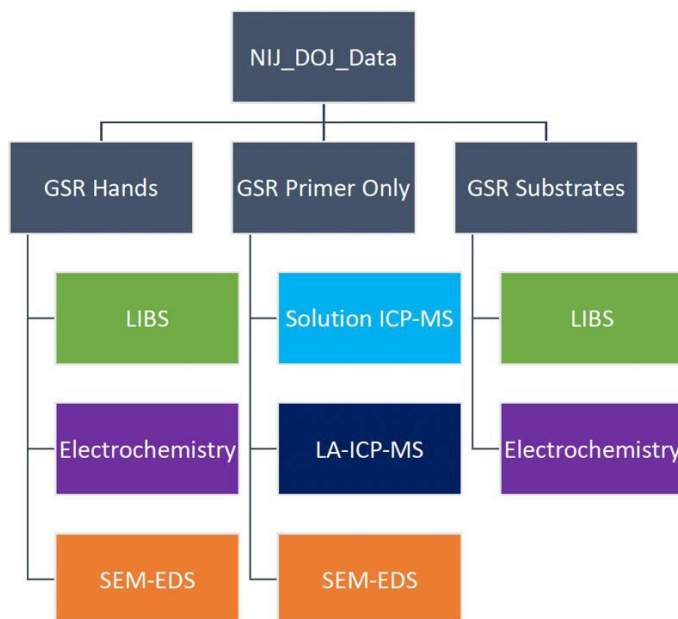 NIJ_DOJ_Data
GSR Hands
GSR Primer Only
GSR Substrates
LIBS
Solution ICP-MS
LIBS
Electrochemistry
LA-ICP-MS
Electrochemistry
SEM-EDS
SEM-EDS